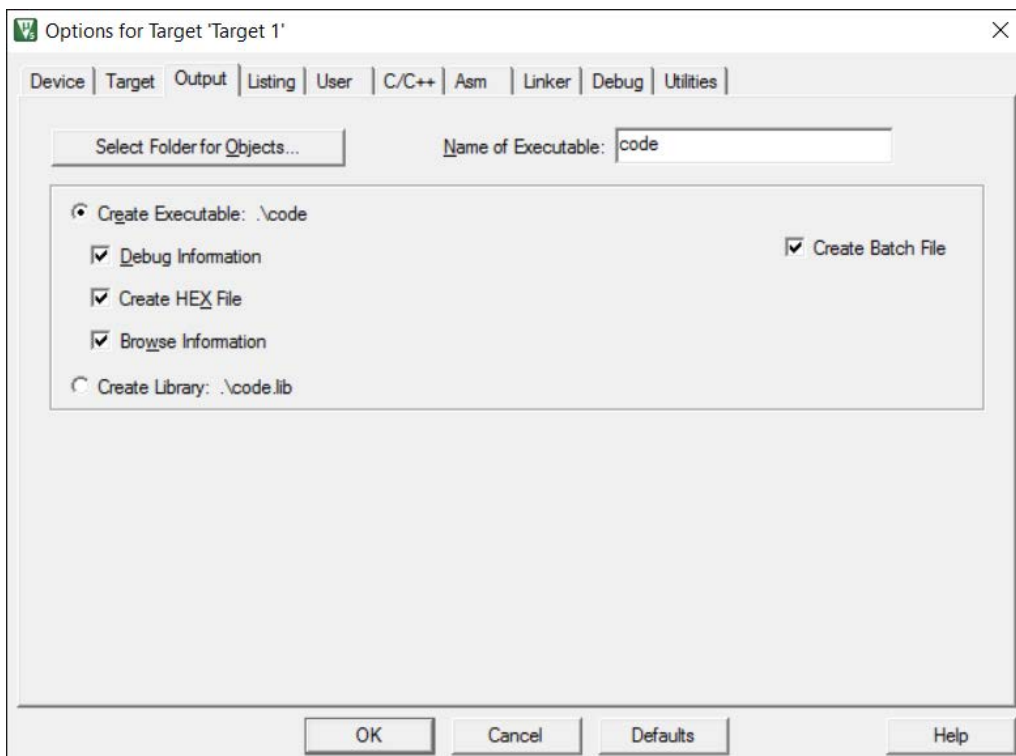 Options for Target 'Target 1'
Device Target Output Listing User C/C++ Asm Linker Debug Utilities
Select Folder for Objects... Name of Executable: code
Create Executable: .\code
Debug Information Create Batch File
Create HEX File
Browse Information
Create Library: .\code.lib
OK Cancel Defaults Help